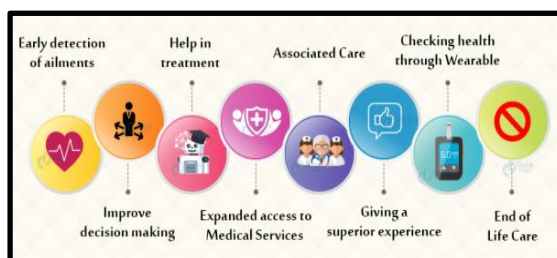 Early detection
of ailments
Help in
treatment
Associated Care
Checking health
through Wearable
Improve
decision making
Expanded access to
Medical Services
Giving a
superior experience
End of
Life Care